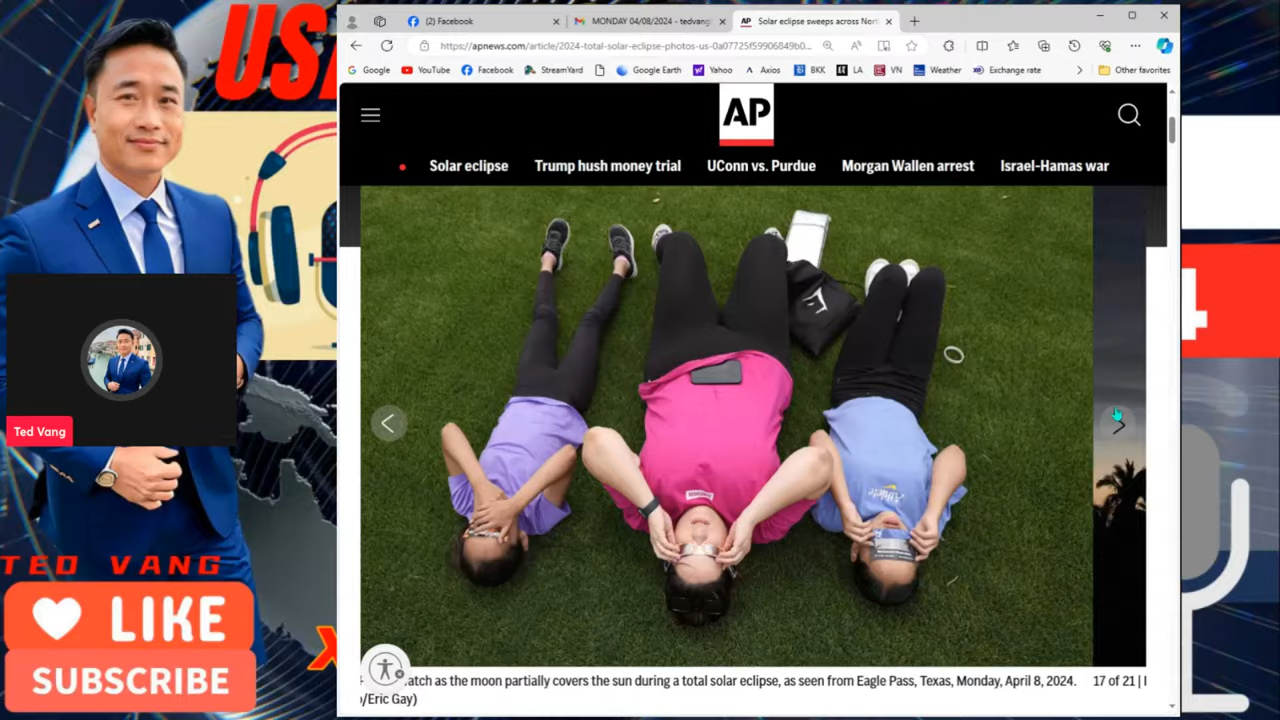 (2) Facebook
MONDAY 04/08/2024 - tedvang
Solar eclipse sweeps across Nort
https://apnews.com/article/2024-total-solar-eclipse-photos-us-0a07725f59906849b0...
Google YouTube Facebook StreamYard Google Earth Yahoo Axios BKK LA VN Weather Exchange rate Other favorites
AP
Solar eclipse Trump hush money trial UConn vs. Purdue Morgan Wallen arrest Israel-Hamas war
US
Athlete
Ted Vang
TED VANG
LIKE
SUBSCRIBE
X
4
atch as the moon partially covers the sun during a total solar eclipse, as seen from Eagle Pass, Texas, Monday, April 8, 2024.
/Eric Gay)
17 of 21 |